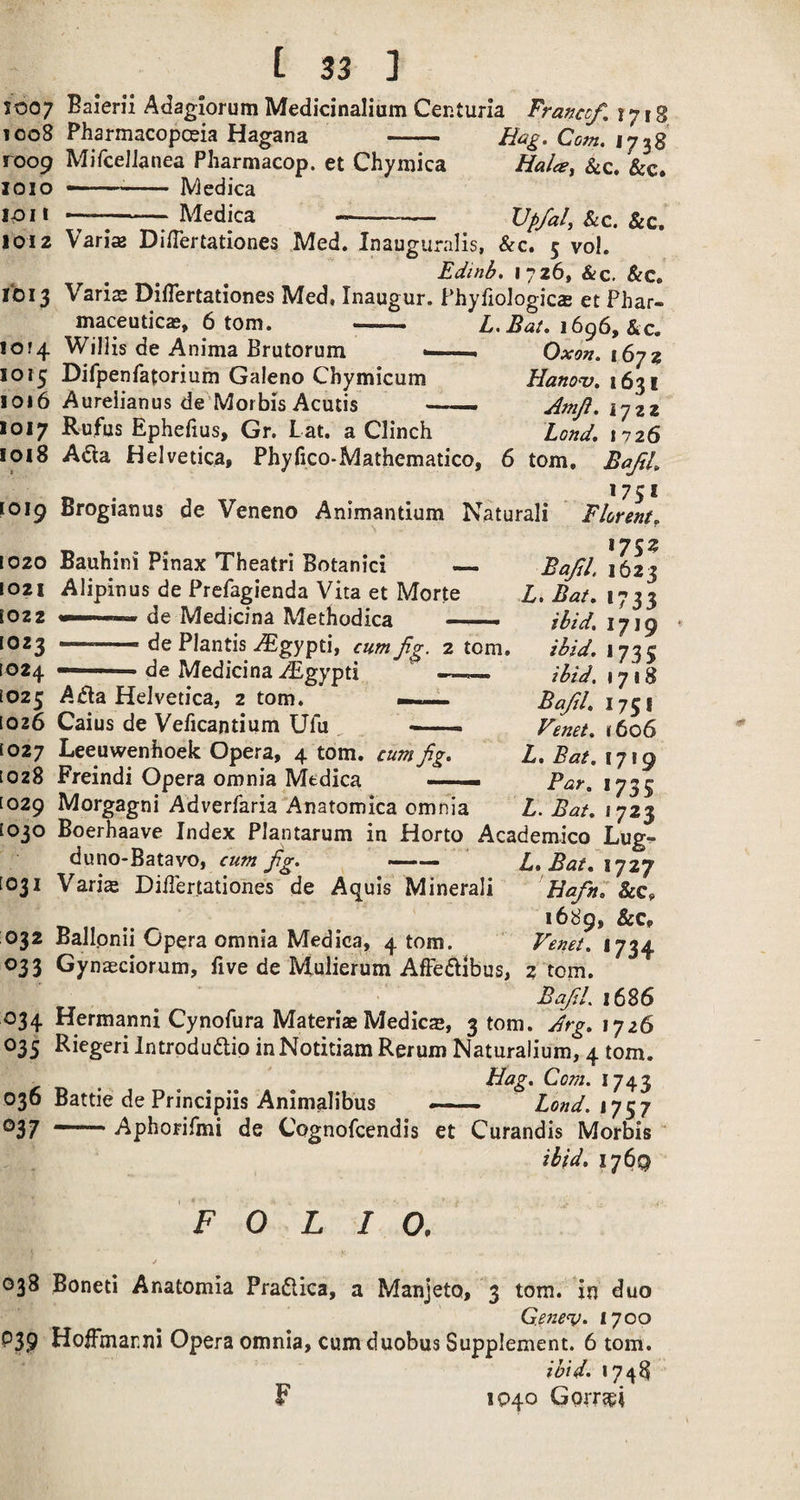 [ 33 ]
1007 Baierii Adagiorum Medicinalium Centuria Francof. 1718
1008 Pharmacopœia Hagana —— Hag. Com. 1738
1009 Miſcellanea Pharmacop. et Chymica Halæ, &c. &c.
1010 ——— Medica
1011 ——— Medica ——— Upſal, &c. &c.
1012 Variæ Diſſertationes Med. Inauguralis, &c. 5 vol.
Edinb. 1726, &c. &c.
1013 Variæ Diſſertationes Med. Inaugur. Phyſiologicæ et Phar-
maceuticæ, 6 tom. —— L. Bat. 1696, &c.
1014 Willis de Anima Brutorum —— Oxon. 1672
1015 Diſpenſatorium Galeno Chymicum Hanov. 1631
1016 Aurelianus de Morbis Acutis —— Amſt. 1722
1017 Rufus Epheſius, Gr. Lat. a Clinch Lond. 1726
1018 Acta Helvetica, Phyſico-Mathematico, 6 tom. Baſil.
1751
1019 Brogianus de Veneno Animantium Naturali Florent.
1752
1020 Bauhini Pinax Theatri Botanici — Baſil. 1623
1021 Alipinus de Preſagienda Vita et Morte L. Bat. 1733
1022 ——— de Medicina Methodica —— ibid. 1719
1023 ——— de Plantis Ægypti, cum fig. 2 tom. ibid. 1735
1024 ——— de Medicina Ægypti —— ibid. 1718
1025 Acta Helvetica, 2 tom. —— Baſil. 1751
1026 Caius de Veſicantium Uſu —— Venet. 1606
1027 Leeuwenhoek Opera, 4 tom. cum fig. L. Bat. 1719
1028 Freindi Opera omnia Medica —— Par. 1735
1029 Morgagni Adverſaria Anatomica omnia L. Bat. 1723
1030 Boerhaave Index Plantarum in Horto Academico Lug-
duno-Batavo, cum fig. —— L. Bat. 1727
1031 Variæ Diſſertationes de Aquis Minerali Hafn. &c.
1689, &c.
032 Ballonii Opera omnia Medica, 4 tom. Venet. 1734
033 Gynæciorum, ſive de Mulierum Affectibus, 2 tom.
Baſil. 1686
034 Hermanni Cynoſura Materiæ Medicæ, 3 tom. Arg. 1726
035 Riegeri Introductio in Notitiam Rerum Naturalium, 4 tom.
Hag. Com. 1743
036 Battie de Principiis Animalibus —— Lond. 1757
037 —— Aphoriſmi de Cognoſcendis et Curandis Morbis
ibid. 1760
FOLIO.
038 Boneti Anatomia Practica, a Manjeto, 3 tom. in duo
Genev. 1700
039 Hoffmanni Opera omnia, cum duobus Supplement. 6 tom.
ibid. 1748
F 1040 Gorræi